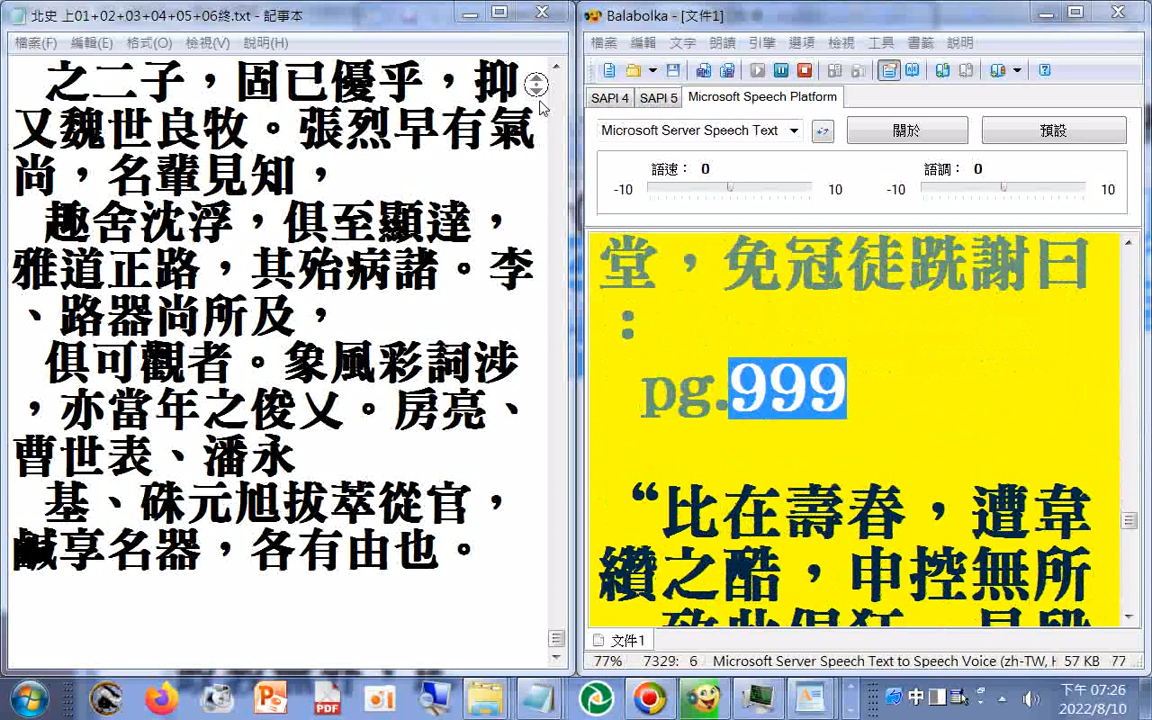 北史 上01+02+03+04+05+06终.txt - 記事本
檔案(F) 編輯(E) 格式(O) 檢視(V) 說明(H)
之二子，固已優乎，抑
又魏世良牧。張烈早有氣
尚，名輩見知，
趣舍沈浮，俱至顯達，
雅道正路，其殆病諸。李
、路器尚所及，
俱可觀者。象風彩詞涉
，亦當年之俊乂。房亮、
曹世表、潘永
基、硃元旭拔萃從官，
鹹享名器，各有由也。
Balabolka - [文件1]
檔案 編輯 文字 朗讀 引擎 選項 檢視 工具 書籤 說明
SAPI 4 SAPI 5 Microsoft Speech Platform
Microsoft Server Speech Text 關於 預設
語速： 0 語調： 0
-10 10 -10 10
堂，免冠徒跣謝曰
：
pg.999
“比在壽春，遭韋
纘之酷，申控無所
文件1
77% 7329: 6 Microsoft Server Speech Text to Speech Voice (zh-TW, H 57 KB 77
中 下午 07:26
2022/8/10